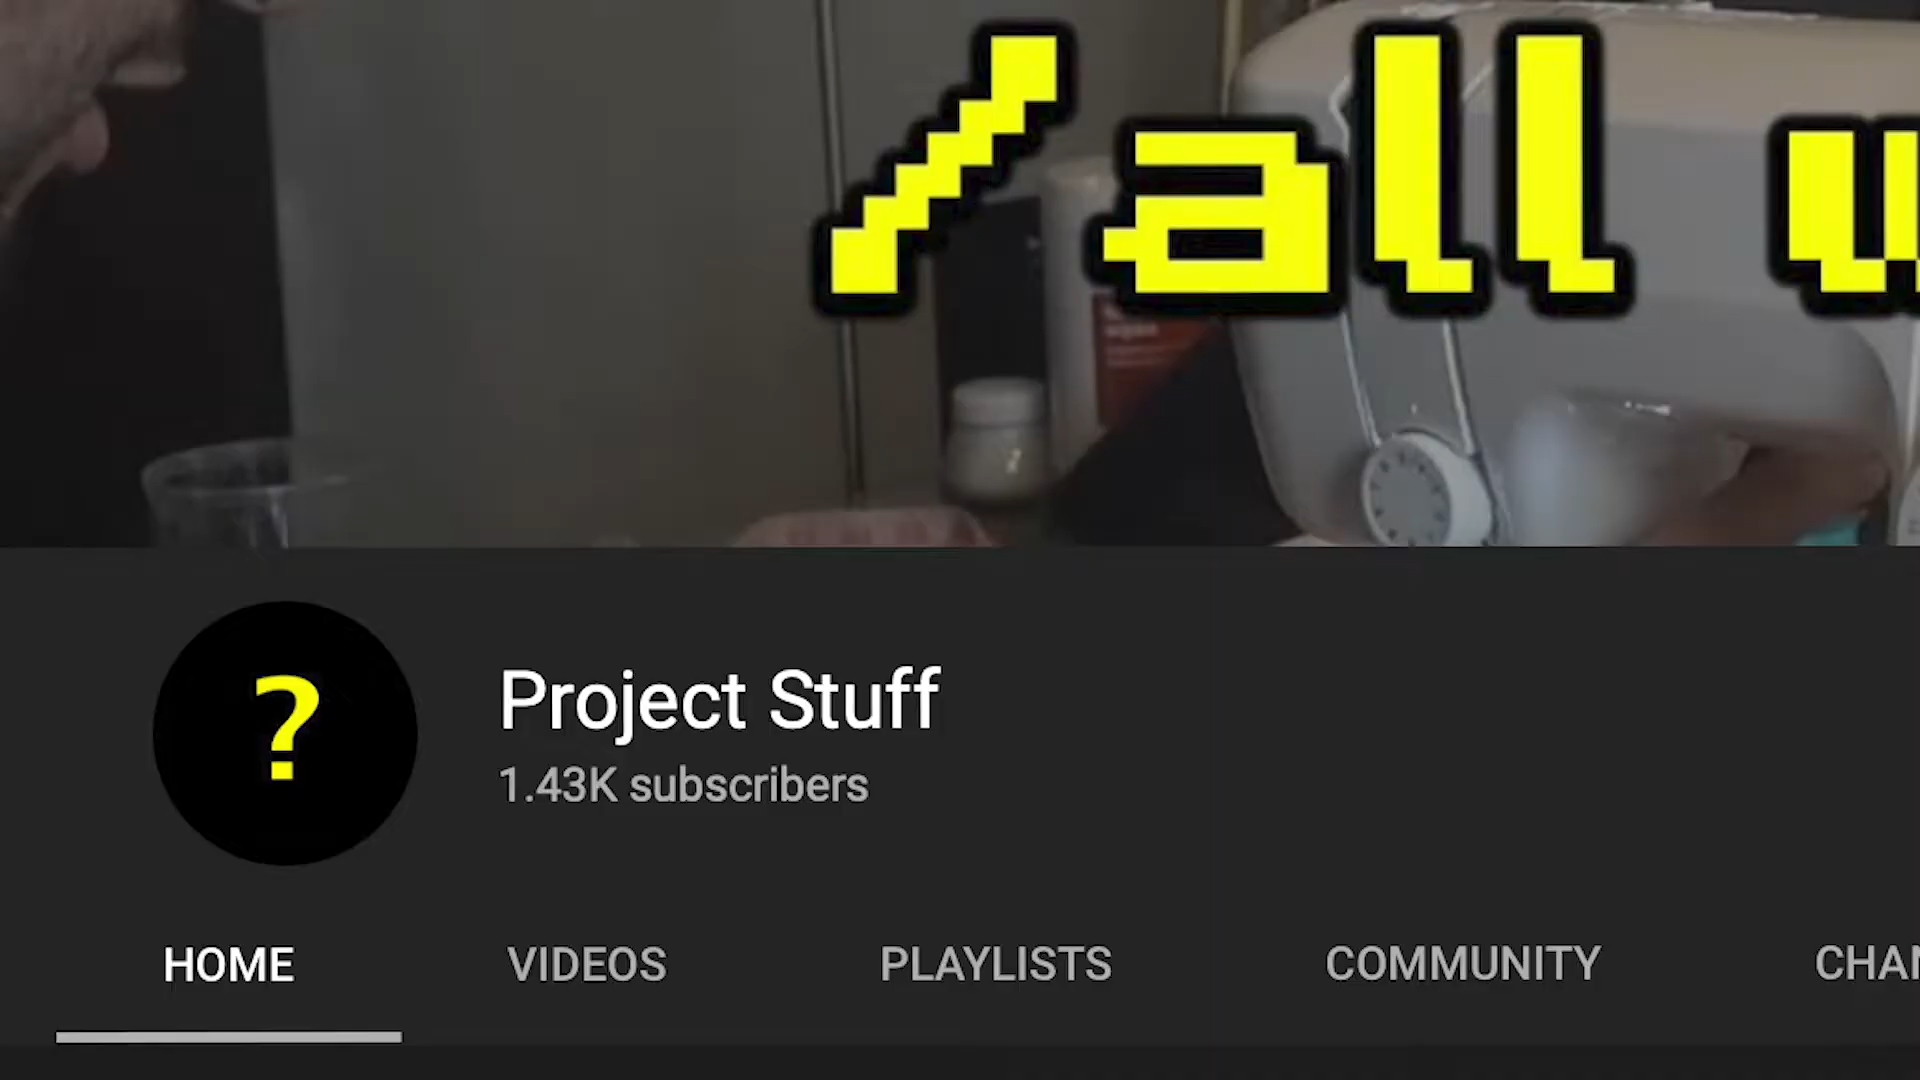 /all
?
Project Stuff
1.43K subscribers
HOME VIDEOS PLAYLISTS COMMUNITY